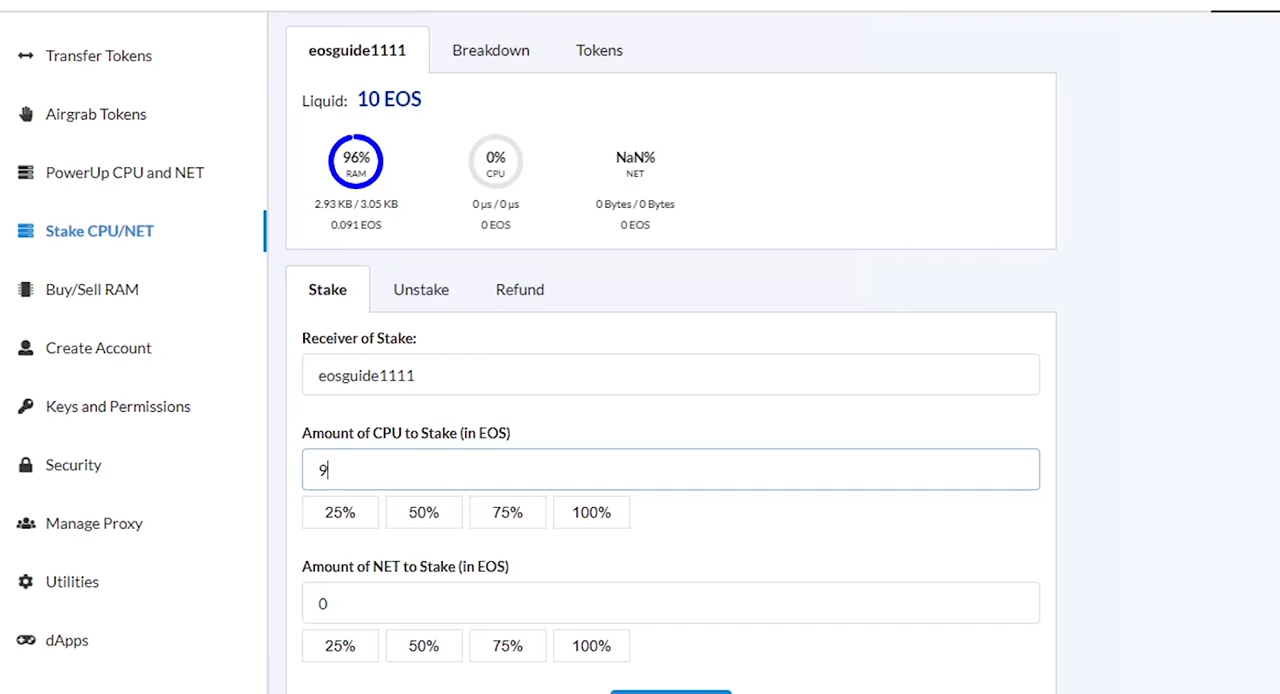 Transfer Tokens
Airgrab Tokens
PowerUp CPU and NET
Stake CPU/NET
Buy/Sell RAM
Create Account
Keys and Permissions
Security
Manage Proxy
Utilities
dApps
eosguide1111 Breakdown Tokens
Liquid: 10 EOS
96% 0% NaN%
RAM CPU NET
2.93 KB / 3.05 KB 0 µs / 0 µs 0 Bytes / 0 Bytes
0.091 EOS 0 EOS 0 EOS
Stake Unstake Refund
Receiver of Stake:
eosguide1111
Amount of CPU to Stake (in EOS)
9
25% 50% 75% 100%
Amount of NET to Stake (in EOS)
0
25% 50% 75% 100%